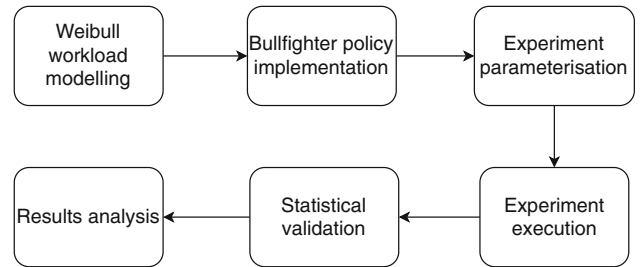 Weibull
workload
modelling
Bullfighter policy
implementation
Experiment
parameterisation
Experiment
execution
Statistical
validation
Results analysis